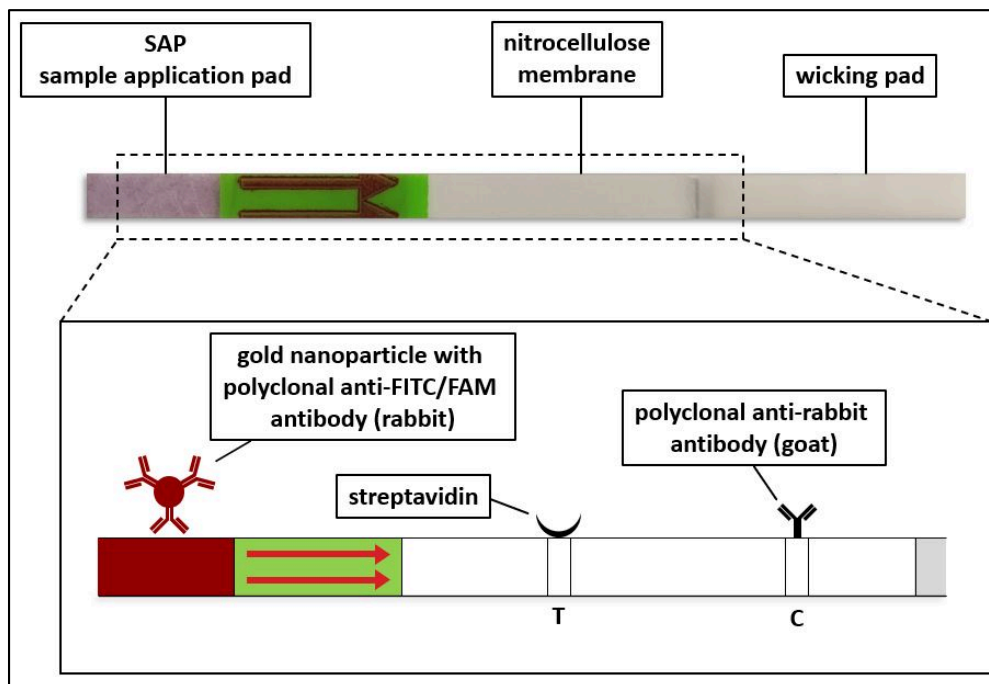 SAP
sample application pad
nitrocellulose
membrane
wicking pad
gold nanoparticle with
polyclonal anti-FITC/FAM
antibody (rabbit)
polyclonal anti-rabbit
antibody (goat)
streptavidin
T
C